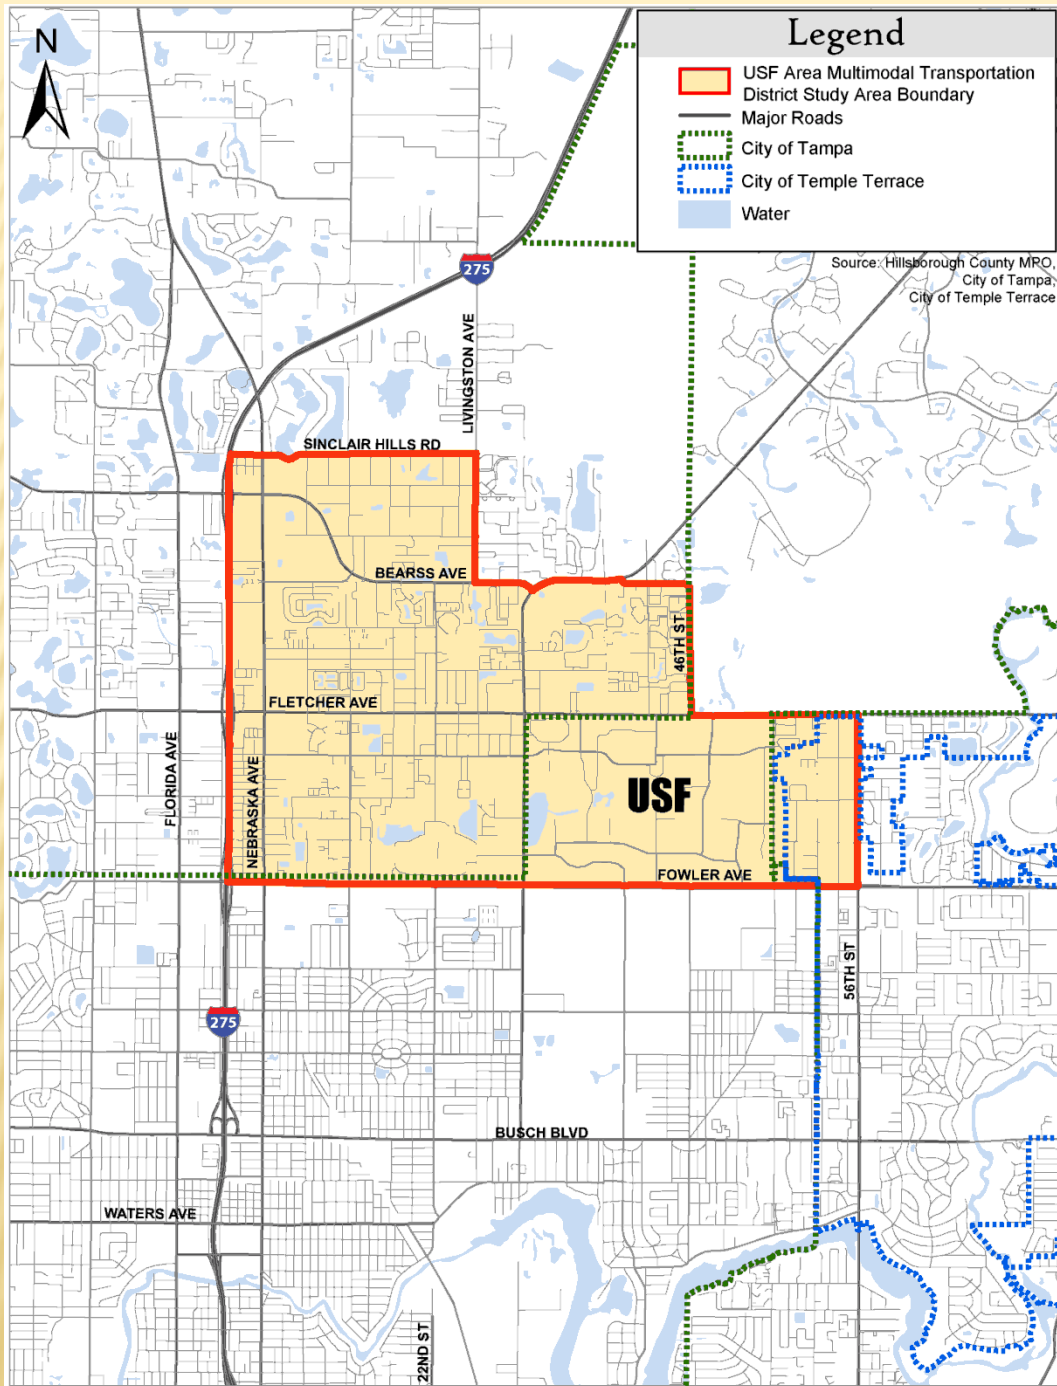 N
Legend
USF Area Multimodal Transportation
District Study Area Boundary
Major Roads
City of Tampa
City of Temple Terrace
Water
Source: Hillsborough County MPO,
City of Tampa,
City of Temple Terrace
275
LIVINGSTON AVE
SINCLAIR HILLS RD
BEARSS AVE
46TH ST
FLETCHER AVE
FLORIDA AVE
NEBRASKA AVE
USF
FOWLER AVE
56TH ST
275
BUSCH BLVD
WATERS AVE
22ND ST